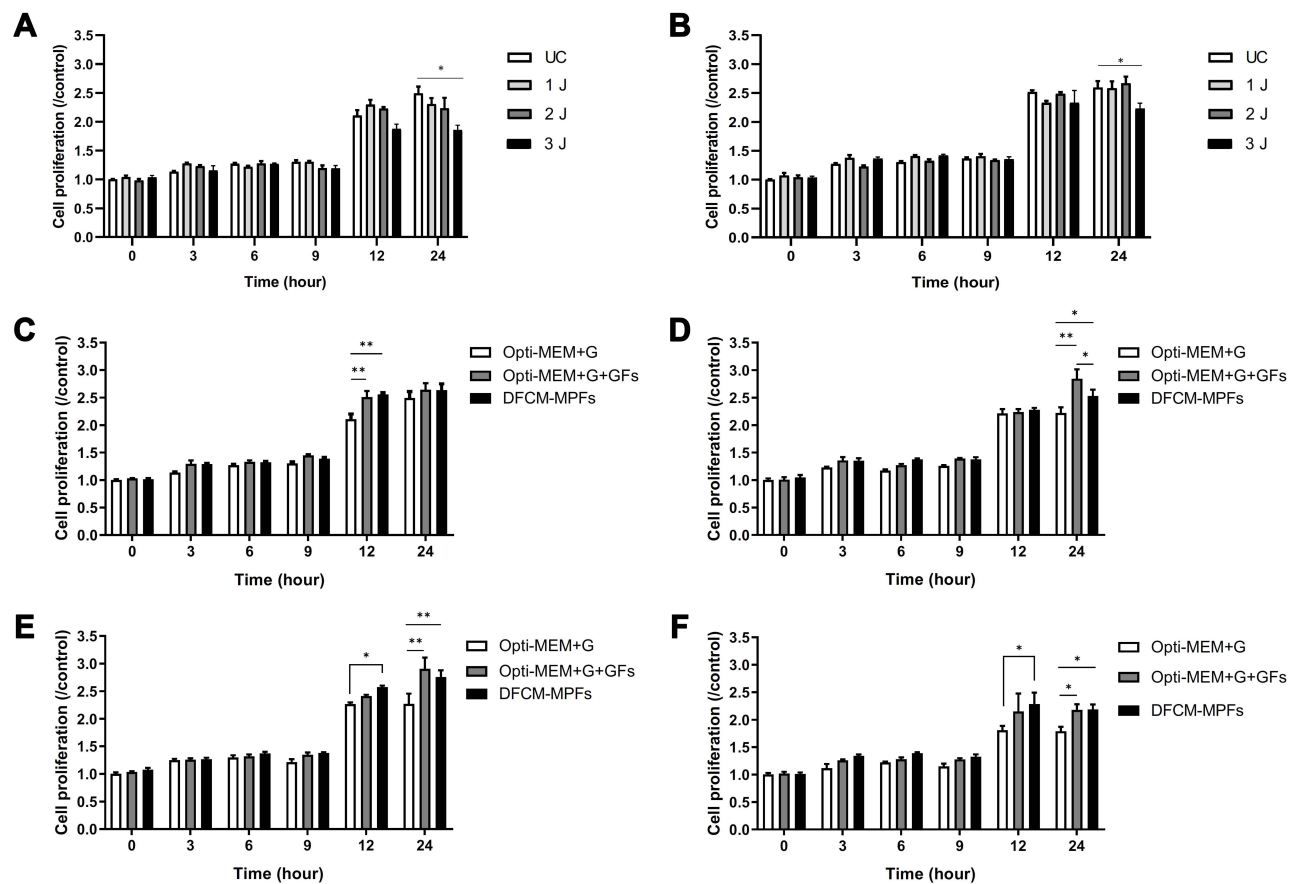 A
Cell proliferation (/control)
3.5
3.0
2.5
2.0
1.5
1.0
0.5
0.0
*
0 3 6 9 12 24
Time (hour)
UC
1 J
2 J
3 J
B
Cell proliferation (/control)
3.5
3.0
2.5
2.0
1.5
1.0
0.5
0.0
*
0 3 6 9 12 24
Time (hour)
UC
1 J
2 J
3 J
C
Cell proliferation (/control)
3.5
3.0
2.5
2.0
1.5
1.0
0.5
0.0
**
**
0 3 6 9 12 24
Time (hour)
Opti-MEM+G
Opti-MEM+G+GFs
DFCM-MPFs
D
Cell proliferation (/control)
3.5
3.0
2.5
2.0
1.5
1.0
0.5
0.0
*
**
*
0 3 6 9 12 24
Time (hour)
Opti-MEM+G
Opti-MEM+G+GFs
DFCM-MPFs
E
Cell proliferation (/control)
3.5
3.0
2.5
2.0
1.5
1.0
0.5
0.0
**
**
*
0 3 6 9 12 24
Time (hour)
Opti-MEM+G
Opti-MEM+G+GFs
DFCM-MPFs
F
Cell proliferation (/control)
3.5
3.0
2.5
2.0
1.5
1.0
0.5
0.0
*
*
*
0 3 6 9 12 24
Time (hour)
Opti-MEM+G
Opti-MEM+G+GFs
DFCM-MPFs